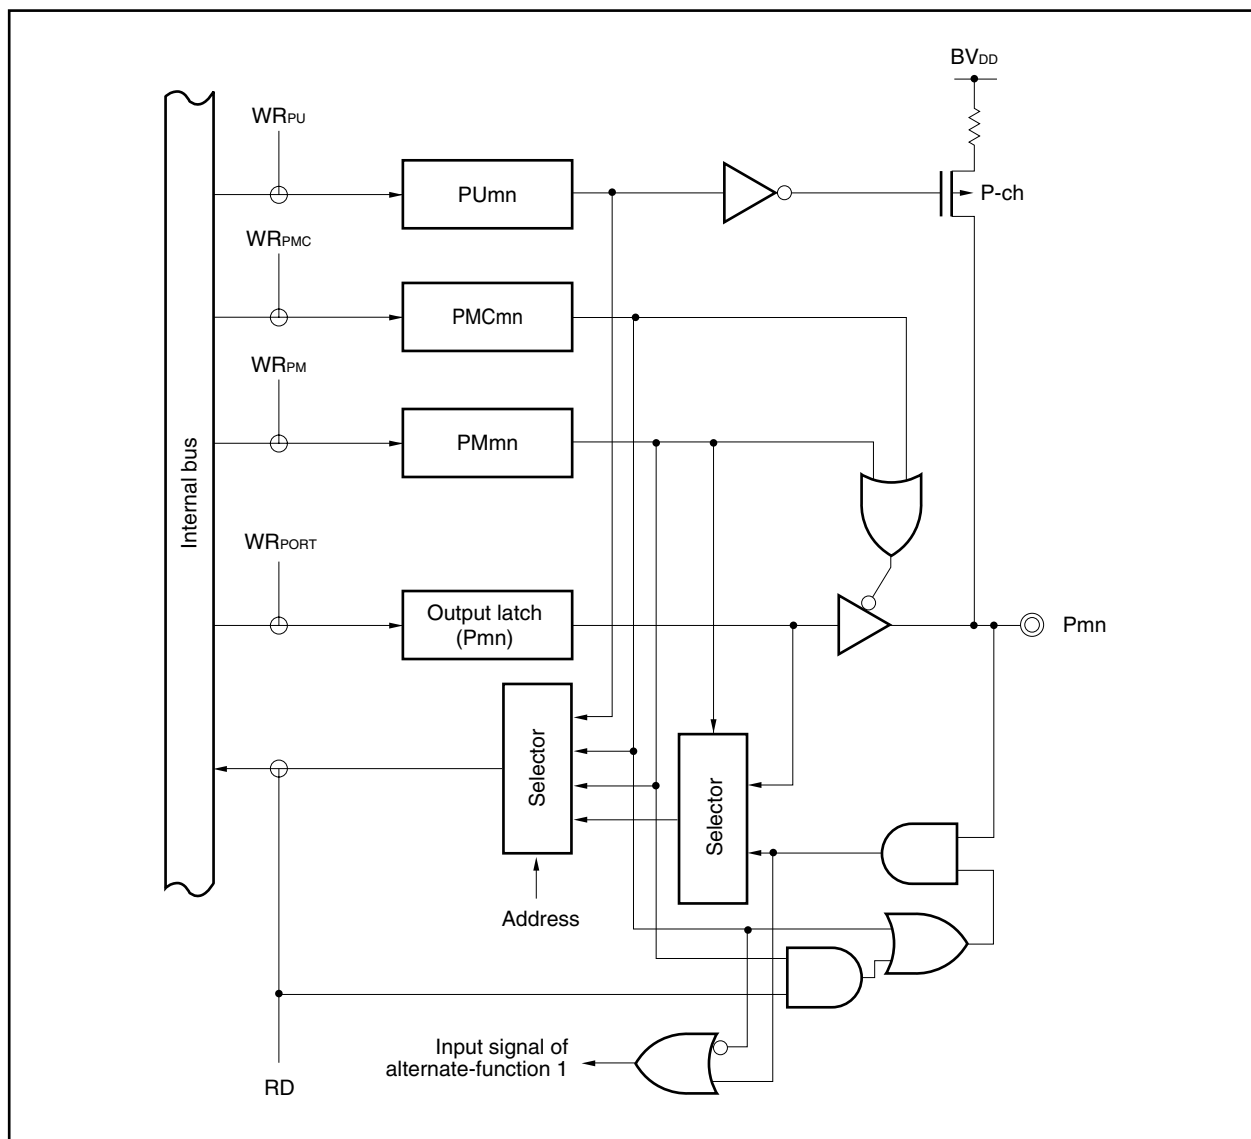 BVDD
WRPU
PUmn
P-ch
WRPMC
PMCmn
WRPM
PMmn
Internal bus
WRPORT
Output latch
(Pmn)
Pmn
Selector
Selector
Address
Input signal of
alternate-function 1
RD